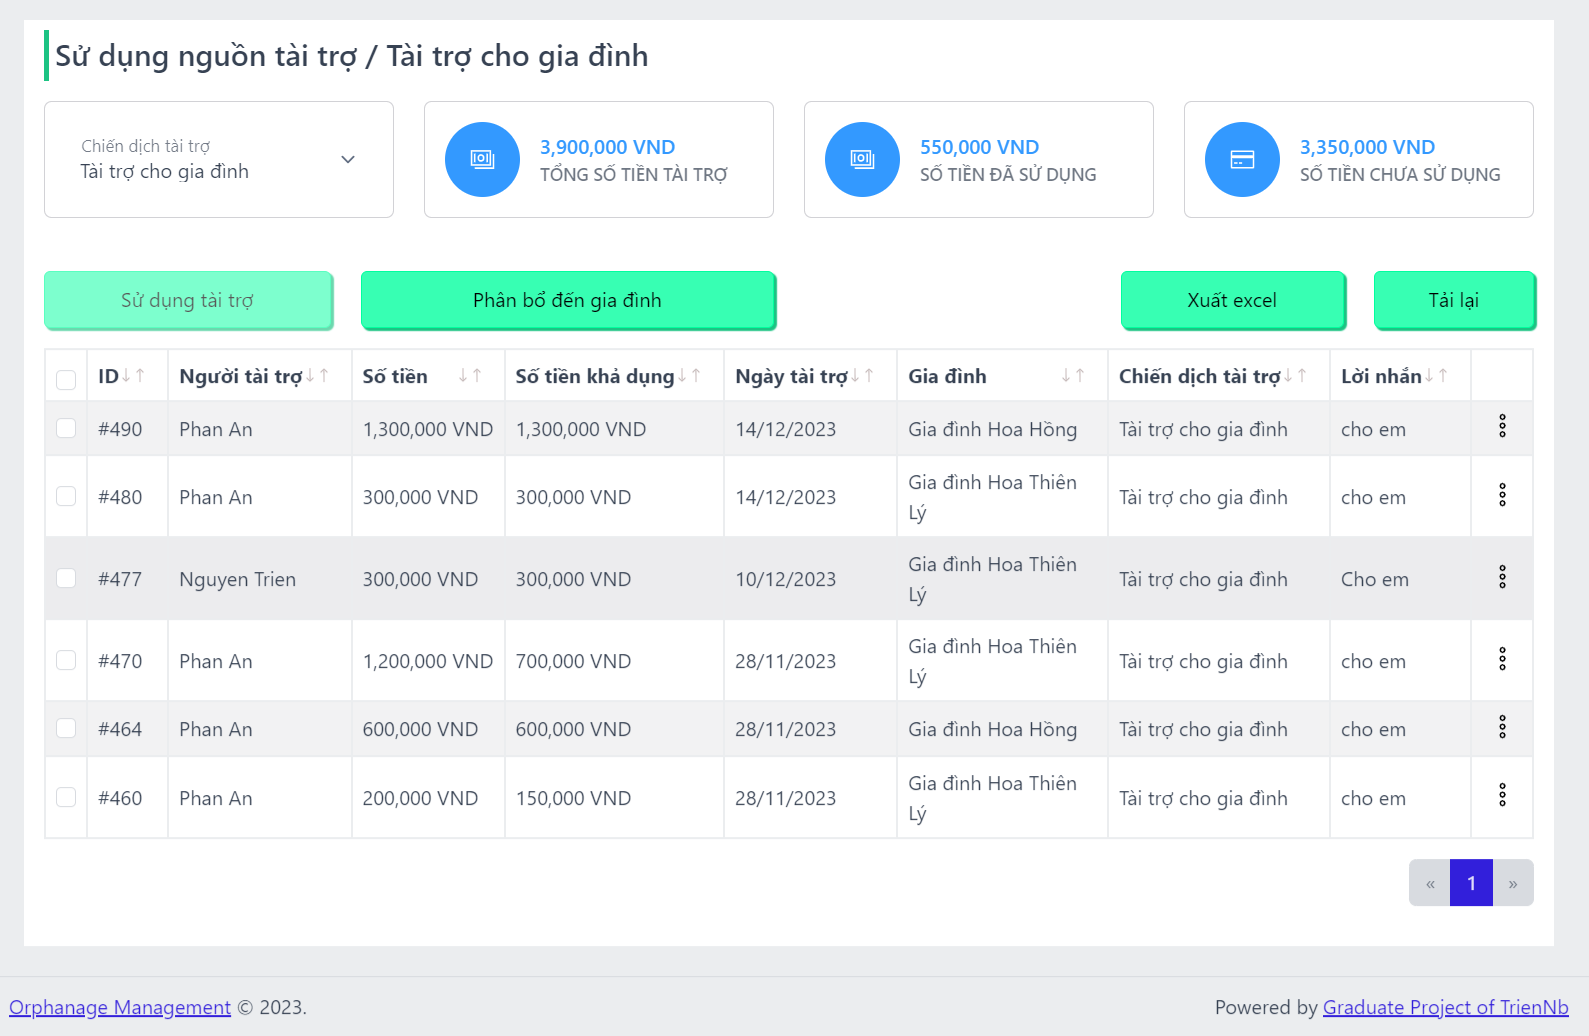 Sử dụng nguồn tài trợ / Tài trợ cho gia đình
Chiến dịch tài trợ
Tài trợ cho gia đình
3,900,000 VND
TỔNG SỐ TIỀN TÀI TRỢ
550,000 VND
SỐ TIỀN ĐÃ SỬ DỤNG
3,350,000 VND
SỐ TIỀN CHƯA SỬ DỤNG
Sử dụng tài trợ Phân bổ đến gia đình Xuất excel Tải lại
ID↓↑ Người tài trợ↓↑ Số tiền ↓↑ Số tiền khả dụng↓↑ Ngày tài trợ↓↑ Gia đình ↓↑ Chiến dịch tài trợ↓↑ Lời nhắn↓↑
#490 Phan An 1,300,000 VND 1,300,000 VND 14/12/2023 Gia đình Hoa Hồng Tài trợ cho gia đình cho em
#480 Phan An 300,000 VND 300,000 VND 14/12/2023 Gia đình Hoa Thiên Lý Tài trợ cho gia đình cho em
#477 Nguyen Trien 300,000 VND 300,000 VND 10/12/2023 Gia đình Hoa Thiên Lý Tài trợ cho gia đình Cho em
#470 Phan An 1,200,000 VND 700,000 VND 28/11/2023 Gia đình Hoa Thiên Lý Tài trợ cho gia đình cho em
#464 Phan An 600,000 VND 600,000 VND 28/11/2023 Gia đình Hoa Hồng Tài trợ cho gia đình cho em
#460 Phan An 200,000 VND 150,000 VND 28/11/2023 Gia đình Hoa Thiên Lý Tài trợ cho gia đình cho em
« 1 »
Orphanage Management © 2023. Powered by Graduate Project of TrienNb